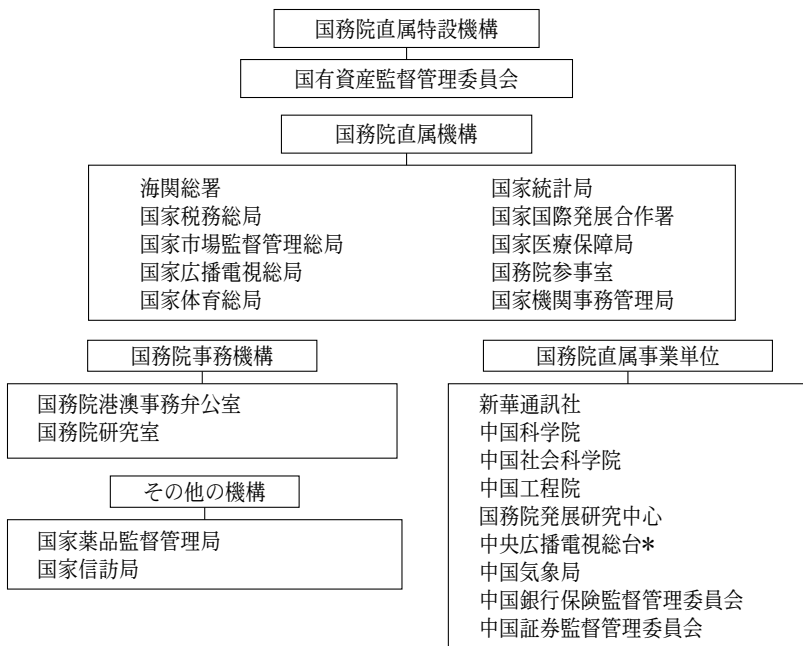 国務院直属特設機構
国有資産監督管理委員会
国務院直属機構
海関総署
国家税務総局
国家市場監督管理総局
国家広播電視総局
国家体育総局
国家統計局
国家国際発展合作署
国家医療保障局
国務院参事室
国家機関事務管理局
国務院事務機構
国務院港澳事務弁公室
国務院研究室
その他の機構
国家薬品監督管理局
国家信訪局
国務院直属事業単位
新華通訊社
中国科学院
中国社会科学院
中国工程院
国務院発展研究中心
中央広播電視総台*
中国気象局
中国銀行保険監督管理委員会
中国証券監督管理委員会